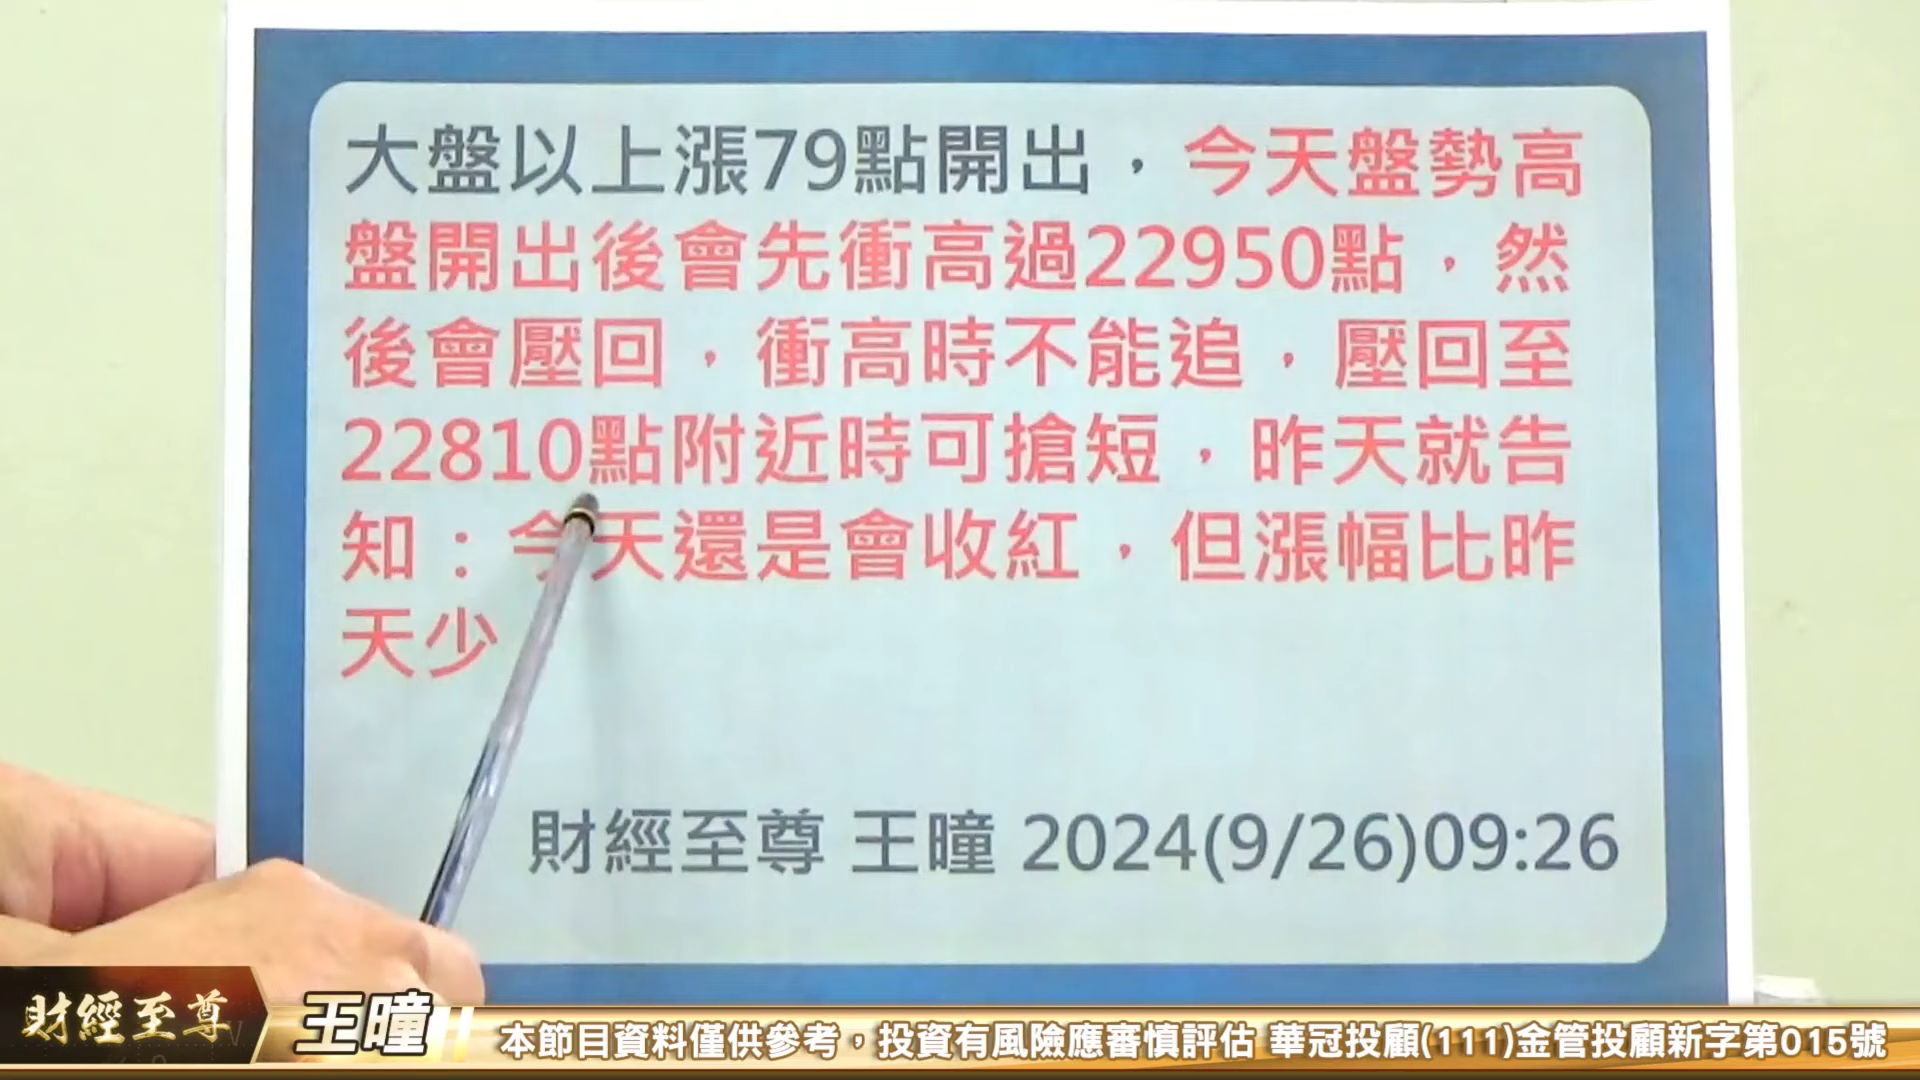 大盤以上漲79點開出，今天盤勢高
盤開出後會先衝高過22950點，然
後會壓回，衝高時不能追，壓回至
22810點附近時可搶短，昨天就告
知：今天還是會收紅，但漲幅比昨
天少
財經至尊 王曈 2024(9/26)09:26
財經至尊
王曈
本節目資料僅供參考，投資有風險應審慎評估 華冠投顧(111)金管投顧新字第015號